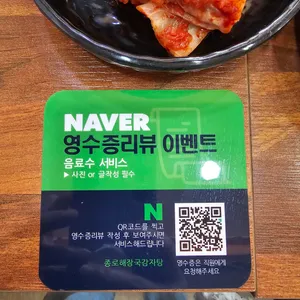 NAVER
영수증리뷰 이벤트
음료수 서비스
▶ 사진 or 글작성 필수
N
QR코드를 찍고
영수증리뷰 작성 후 보여주시면
서비스해드립니다
종로해장국감자탕
영수증은 직원에게
요청해주세요